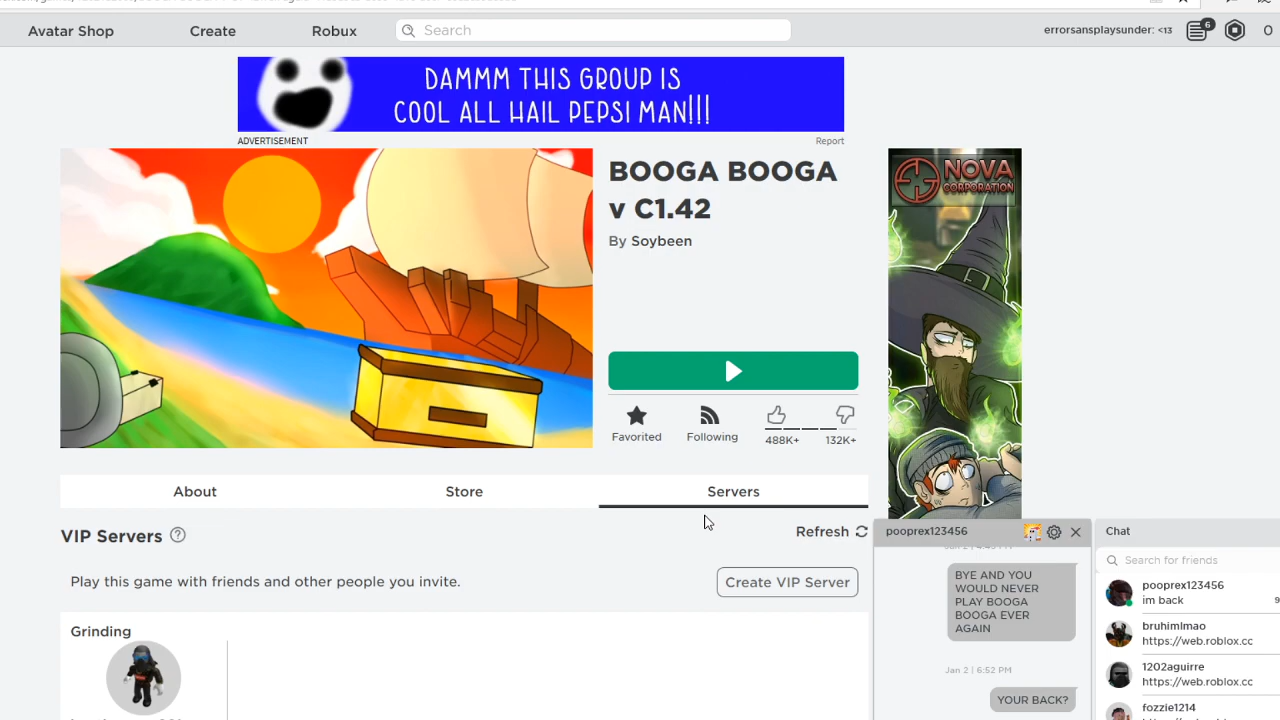 Avatar Shop
Create
Robux
Search
errorsansplaysunder: <13
6
0
DAMMM THIS GROUP IS
COOL ALL HAIL PEPSI MAN!!!
ADVERTISEMENT
Report
BOOGA BOOGA
v C1.42
By Soybeen
NOVA
CORPORATION
Favorited
Following
488K+
132K+
About
Store
Servers
VIP Servers
Refresh
Play this game with friends and other people you invite.
Create VIP Server
Grinding
pooprex123456
BYE AND YOU
WOULD NEVER
PLAY BOOGA
BOOGA EVER
AGAIN
Jan 2 | 6:52 PM
YOUR BACK?
Chat
Search for friends
pooprex123456
im back
9
bruhimlmao
https://web.roblox.cc
1202aguirre
https://web.roblox.cc
fozzie1214